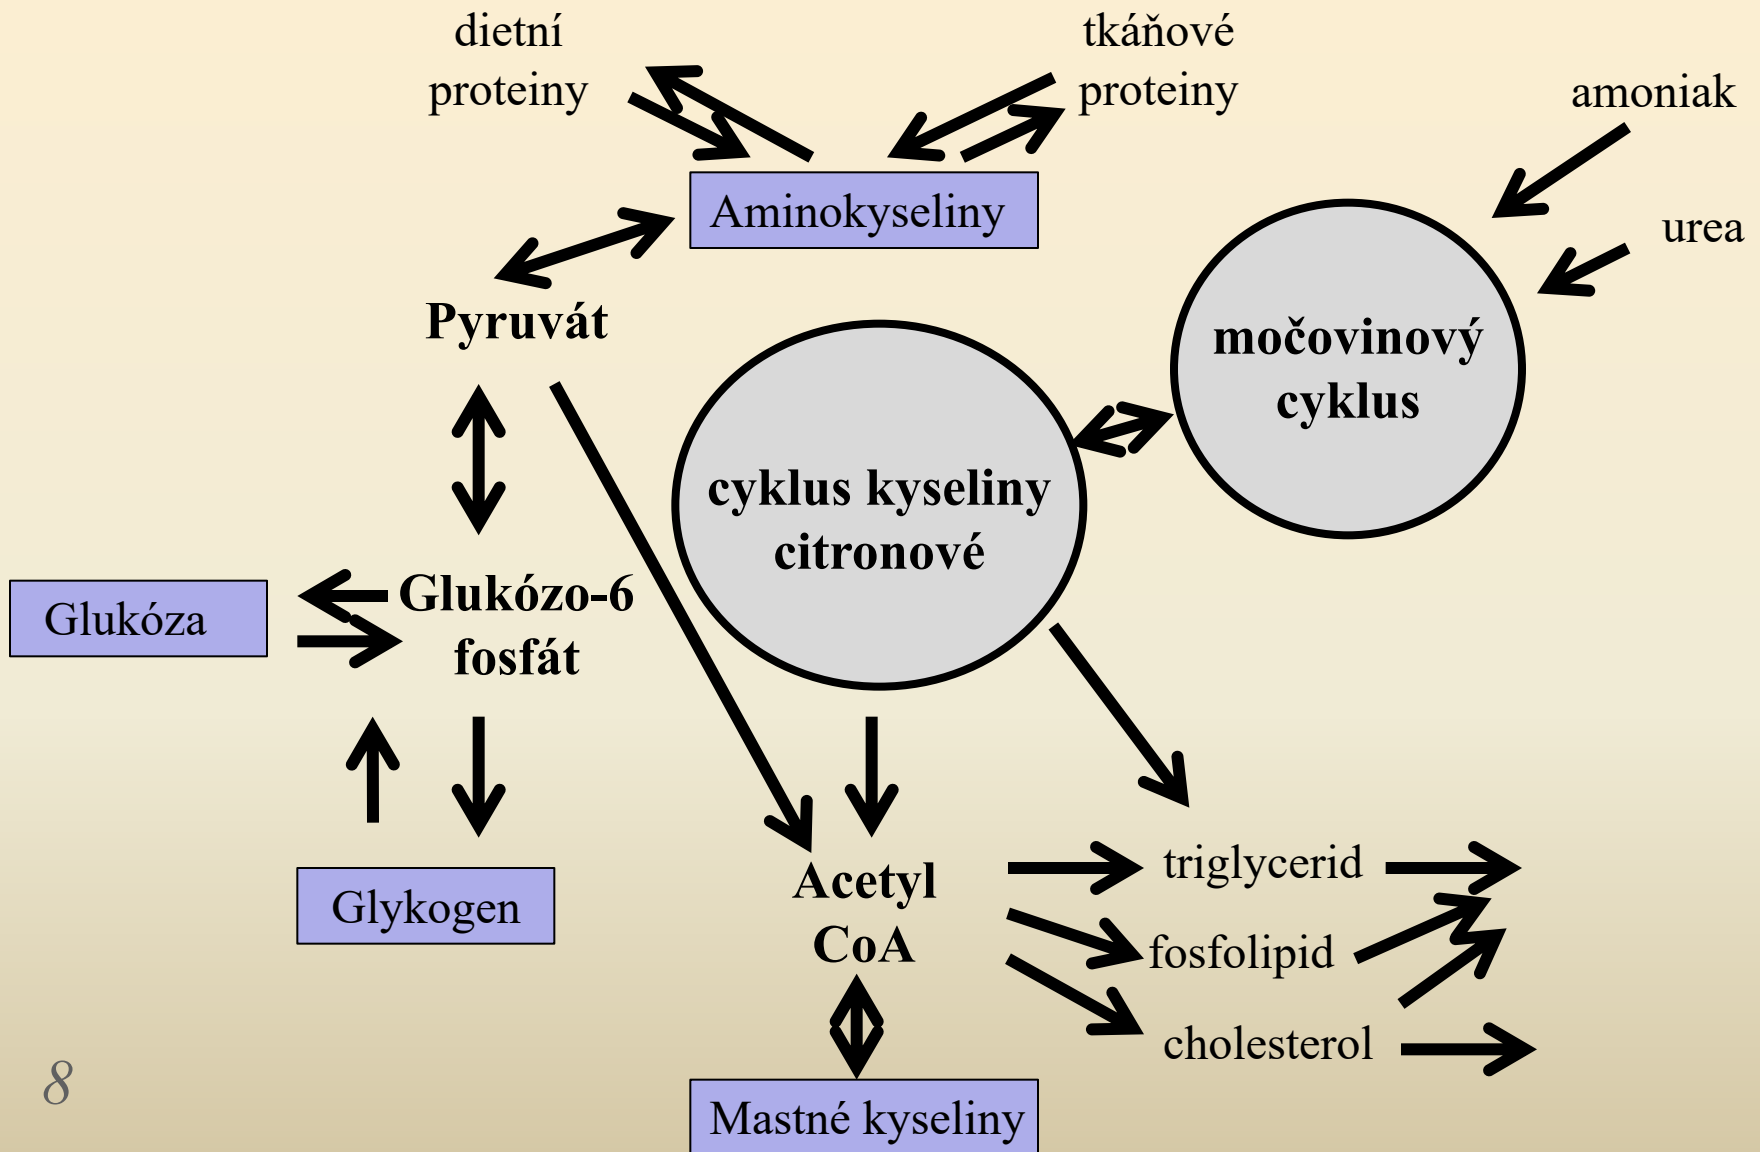 dietní
proteiny
tkáňové
proteiny
amoniak
Aminokyseliny
urea
Pyruvát
močovinový
cyklus
cyklus kyseliny
citronové
Glukóza
Glukózo-6
fosfát
Glykogen
Acetyl
CoA
triglycerid
fosfolipid
cholesterol
Mastné kyseliny
8